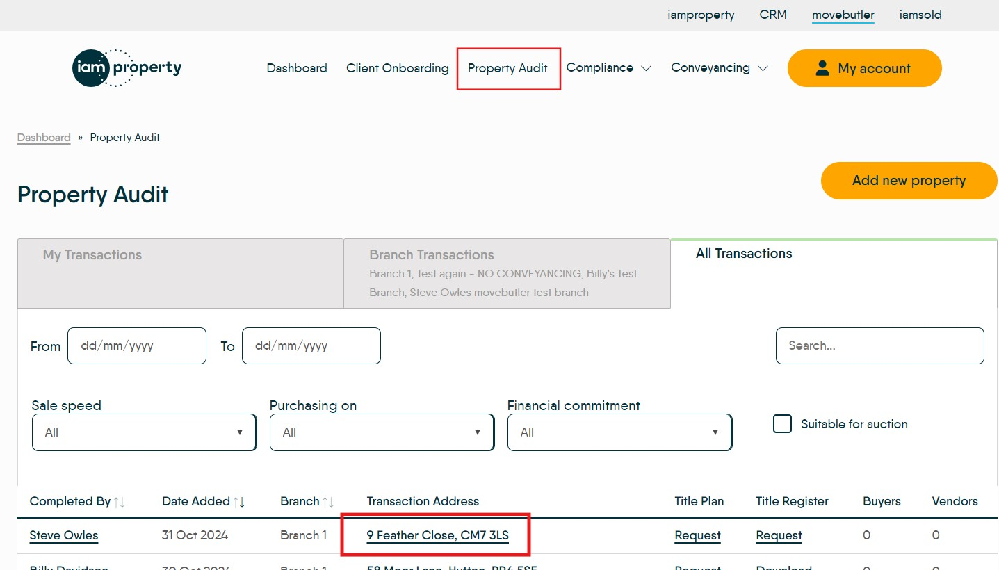 iamproperty CRM movebutler iamsold
iam property Dashboard Client Onboarding Property Audit Compliance Conveyancing My account
Dashboard » Property Audit
Property Audit
Add new property
My Transactions
Branch Transactions
Branch 1, Test again - NO CONVEYANCING, Billy's Test
Branch, Steve Owles movebutler test branch
All Transactions
From dd/mm/yyyy To dd/mm/yyyy Search...
Sale speed Purchasing on Financial commitment
All All All Suitable for auction
Completed By ↑↓ Date Added ↑↓ Branch ↑↓ Transaction Address Title Plan Title Register Buyers Vendors
Steve Owles 31 Oct 2024 Branch 1 9 Feather Close, CM7 3LS Request Request 0 0
Billy Davidson 30 Oct 2024 Branch 1 58 Moor Lane, Hutton, Request Download 0 0